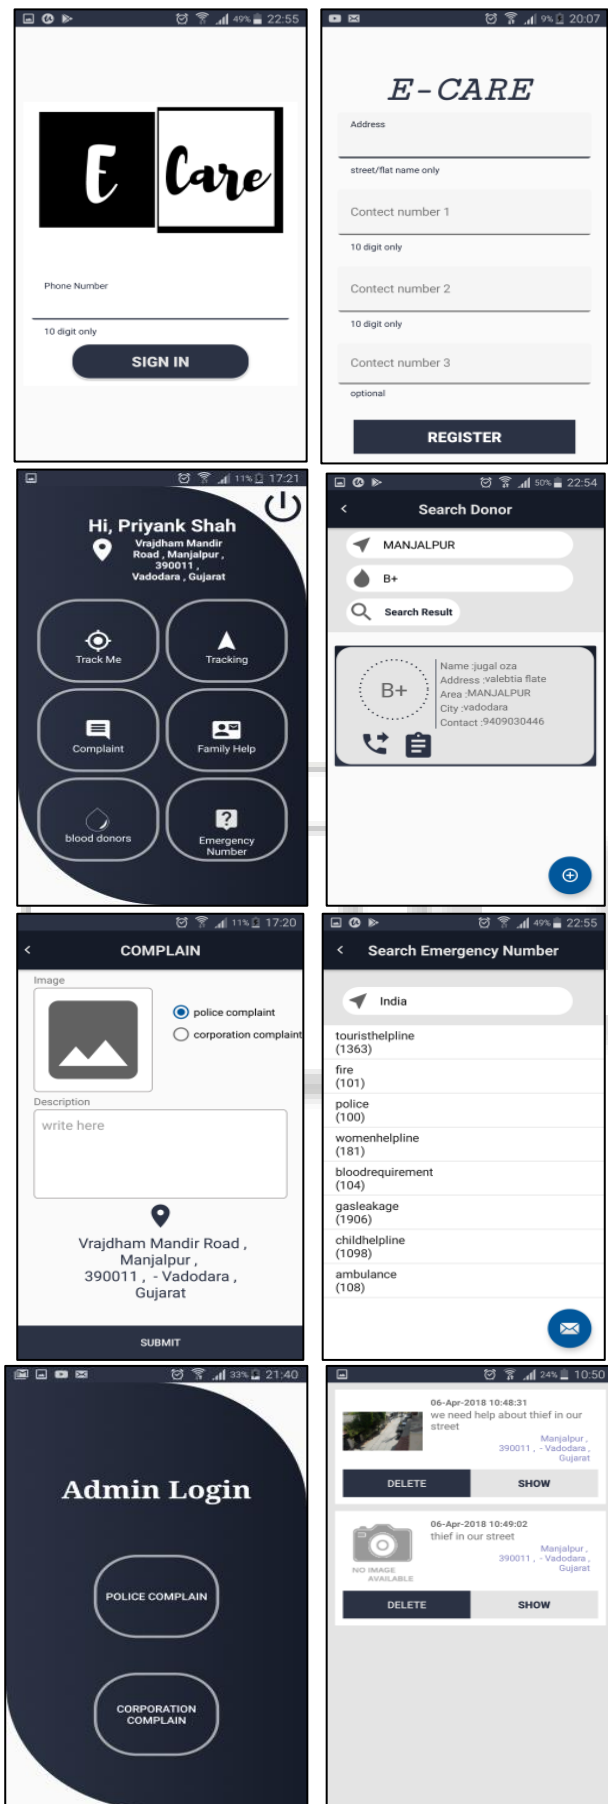 49% 22:55
E Care
Phone Number
10 digit only
SIGN IN
9% 20:07
E-CARE
Address
street/flat name only
Contect number 1
10 digit only
Contect number 2
10 digit only
Contect number 3
optional
REGISTER
11% 17:21
Hi, Priyank Shah
Vrajdham Mandir
Road , Manjalpur ,
390011 ,
Vadodara , Gujarat
Track Me
Tracking
Complaint
Family Help
blood donors
Emergency
Number
50% 22:54
Search Donor
MANJALPUR
B+
Search Result
B+
Name :jugal oza
Address :valebtia flate
Area :MANJALPUR
City :vadodara
Contact :9409030446
11% 17:20
COMPLAIN
Image
police complaint
corporation complaint
Description
write here
Vrajdham Mandir Road ,
Manjalpur ,
390011 , - Vadodara ,
Gujarat
SUBMIT
49% 22:55
Search Emergency Number
India
touristhelpline
(1363)
fire
(101)
police
(100)
womenhelpline
(181)
bloodrequirement
(104)
gasleakage
(1906)
childhelpline
(1098)
ambulance
(108)
33% 21:40
Admin Login
POLICE COMPLAIN
CORPORATION
COMPLAIN
24% 10:50
06-Apr-2018 10:48:31
we need help about thief in our
street
Manjalpur ,
390011 , - Vadodara ,
Gujarat
DELETE SHOW
06-Apr-2018 10:49:02
thief in our street
Manjalpur ,
390011 , - Vadodara ,
Gujarat
NO IMAGE
AVAILABLE
DELETE SHOW